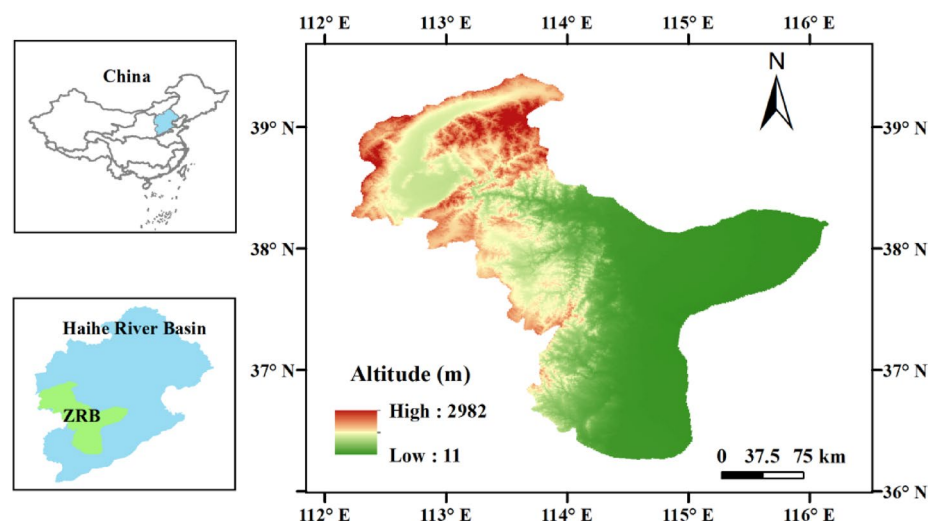 China
Haihe River Basin
ZRB
112° E 113° E 114° E 115° E 116° E
39° N
38° N
37° N
39° N
38° N
37° N
36° N
N
Altitude (m)
High : 2982
Low : 11
0 37.5 75 km
112° E 113° E 114° E 115° E 116° E